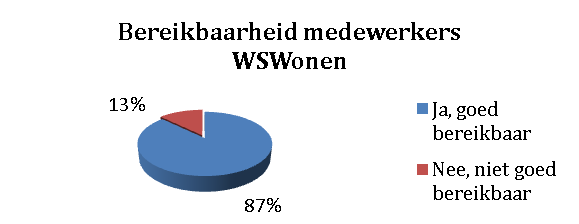 Bereikbaarheid medewerkers
WSWonen
13%
87%
Ja, goed
bereikbaar
Nee, niet goed
bereikbaar